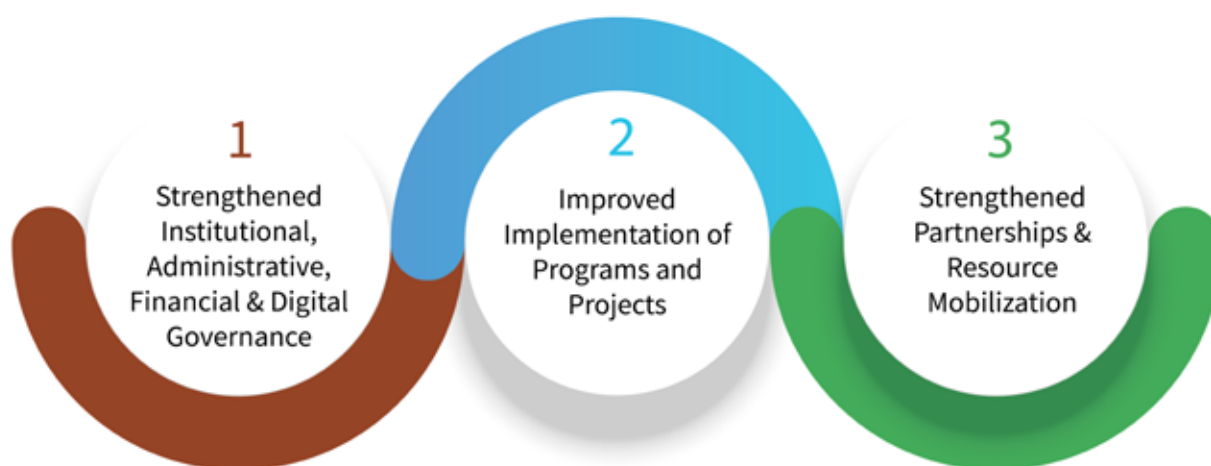 1
Strengthened
Institutional,
Administrative,
Financial & Digital
Governance
2
Improved
Implementation of
Programs and
Projects
3
Strengthened
Partnerships &
Resource
Mobilization